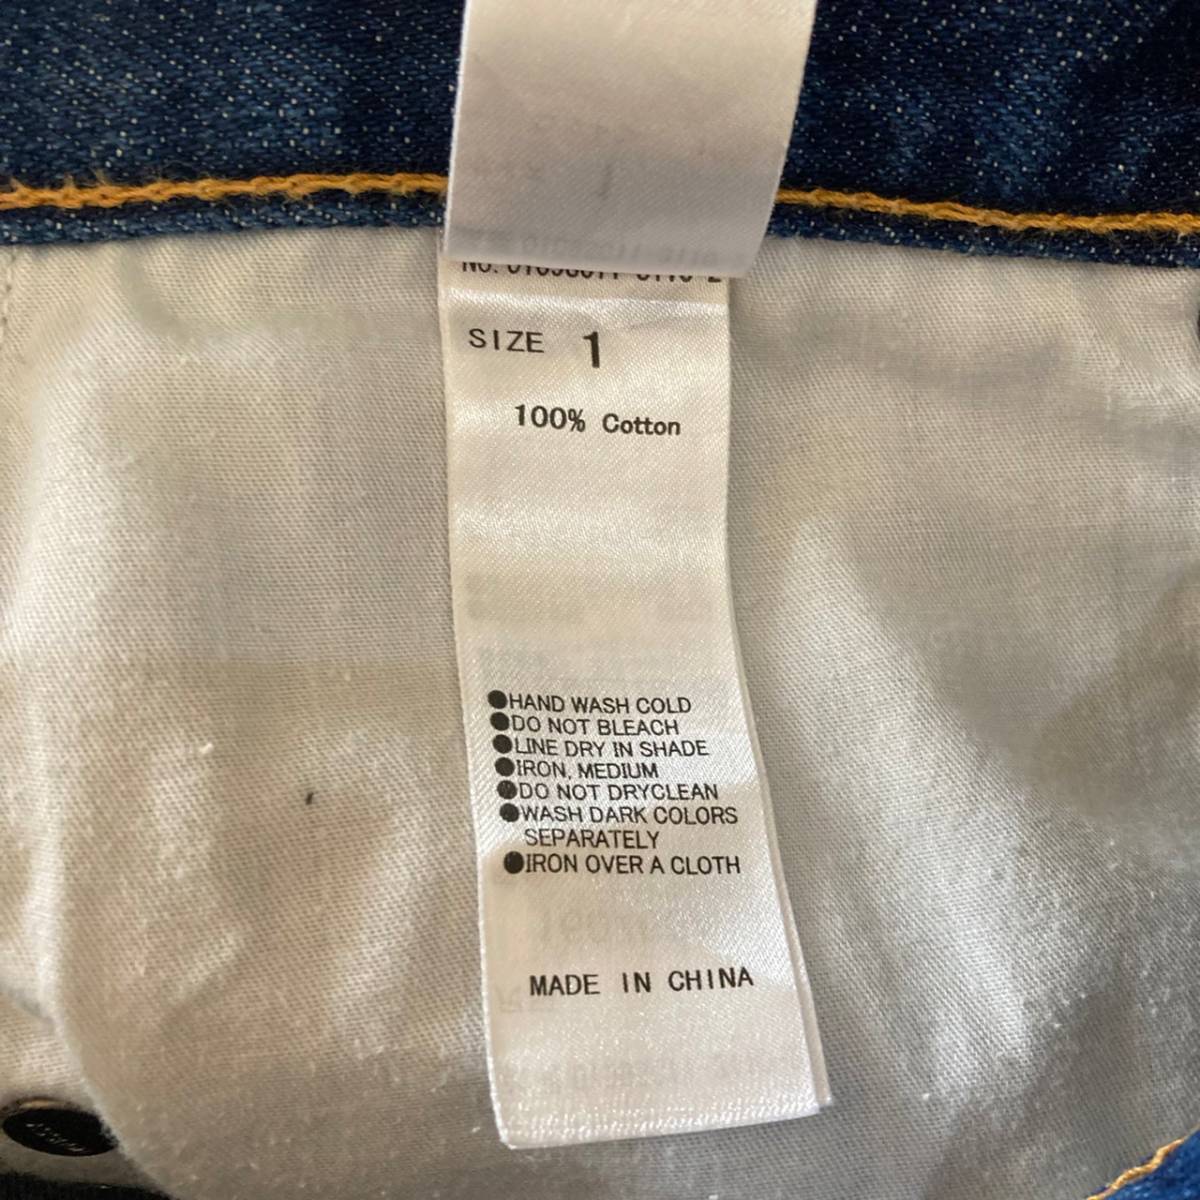 SIZE 1
100% Cotton
●HAND WASH COLD
●DO NOT BLEACH
●LINE DRY IN SHADE
●IRON, MEDIUM
●DO NOT DRYCLEAN
●WASH DARK COLORS
SEPARATELY
●IRON OVER A CLOTH
MADE IN CHINA